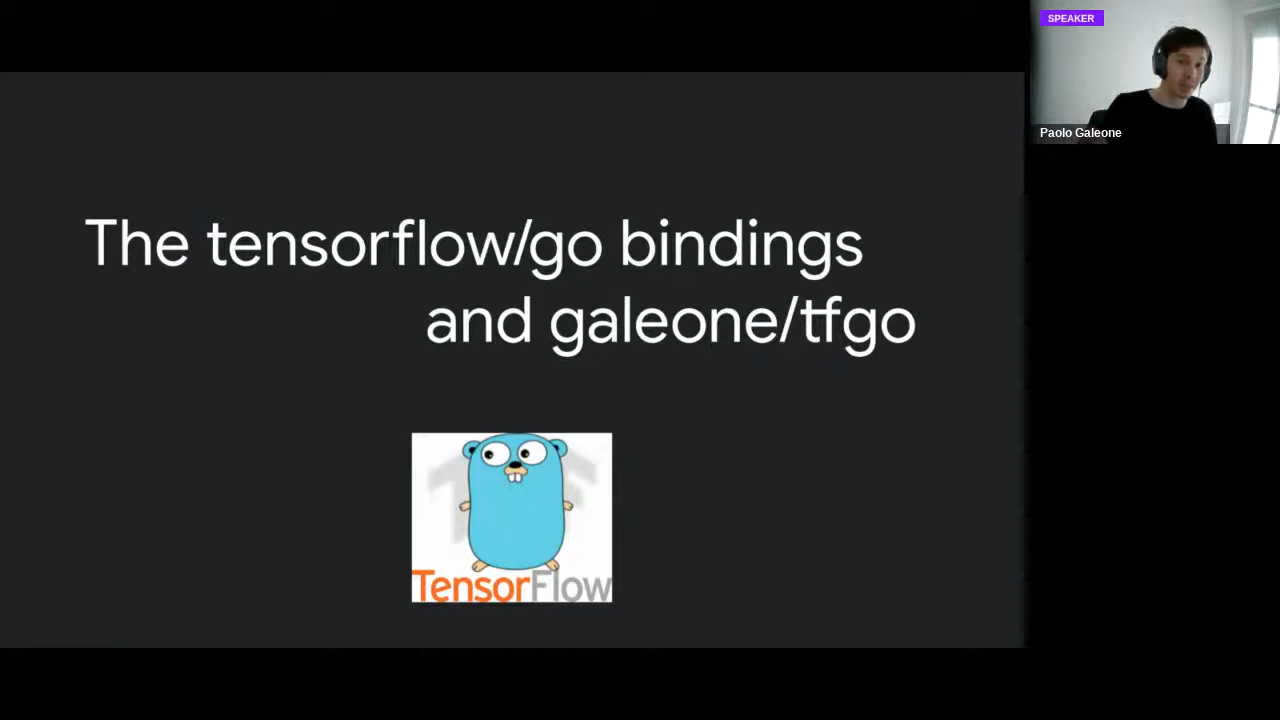 The tensorflow/go bindings
and galeone/tfgo
TensorFlow
SPEAKER
Paolo Galeone